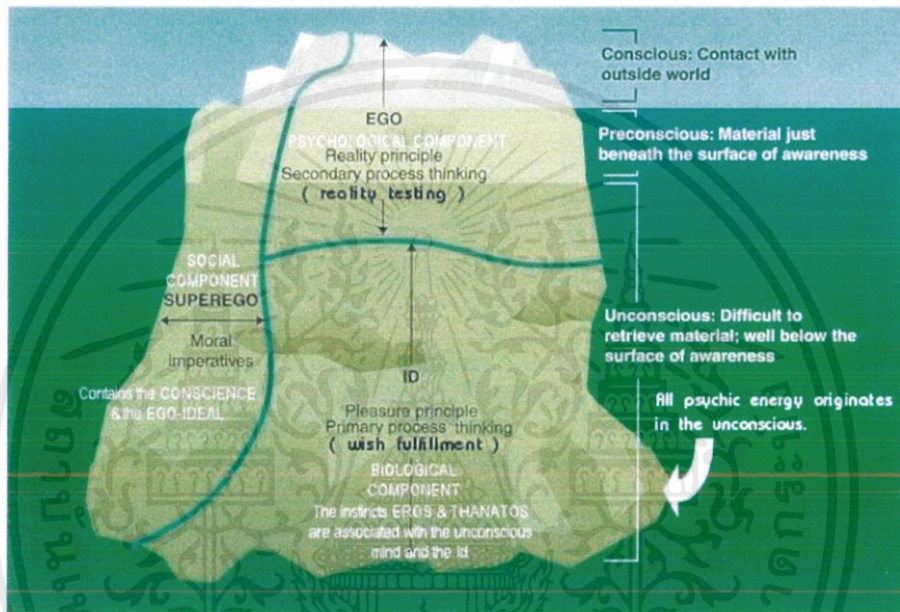 Conscious: Contact with
outside world
EGO
PSYCHOLOGICAL COMPONENT
Reality principle
Secondary process thinking
( reality testing )
Preconscious: Material just
beneath the surface of awareness
SOCIAL
COMPONENT
SUPEREGO
Moral
imperatives
Contains the CONSCIENCE
& the EGO-IDEAL
Unconscious: Difficult to
retrieve material; well below the
surface of awareness
ID
Pleasure principle
Primary process thinking
( wish fulfillment )
BIOLOGICAL
COMPONENT
The instincts EROS & THANATOS
are associated with the unconscious
mind and the Id
All psychic energy originates
in the unconscious.